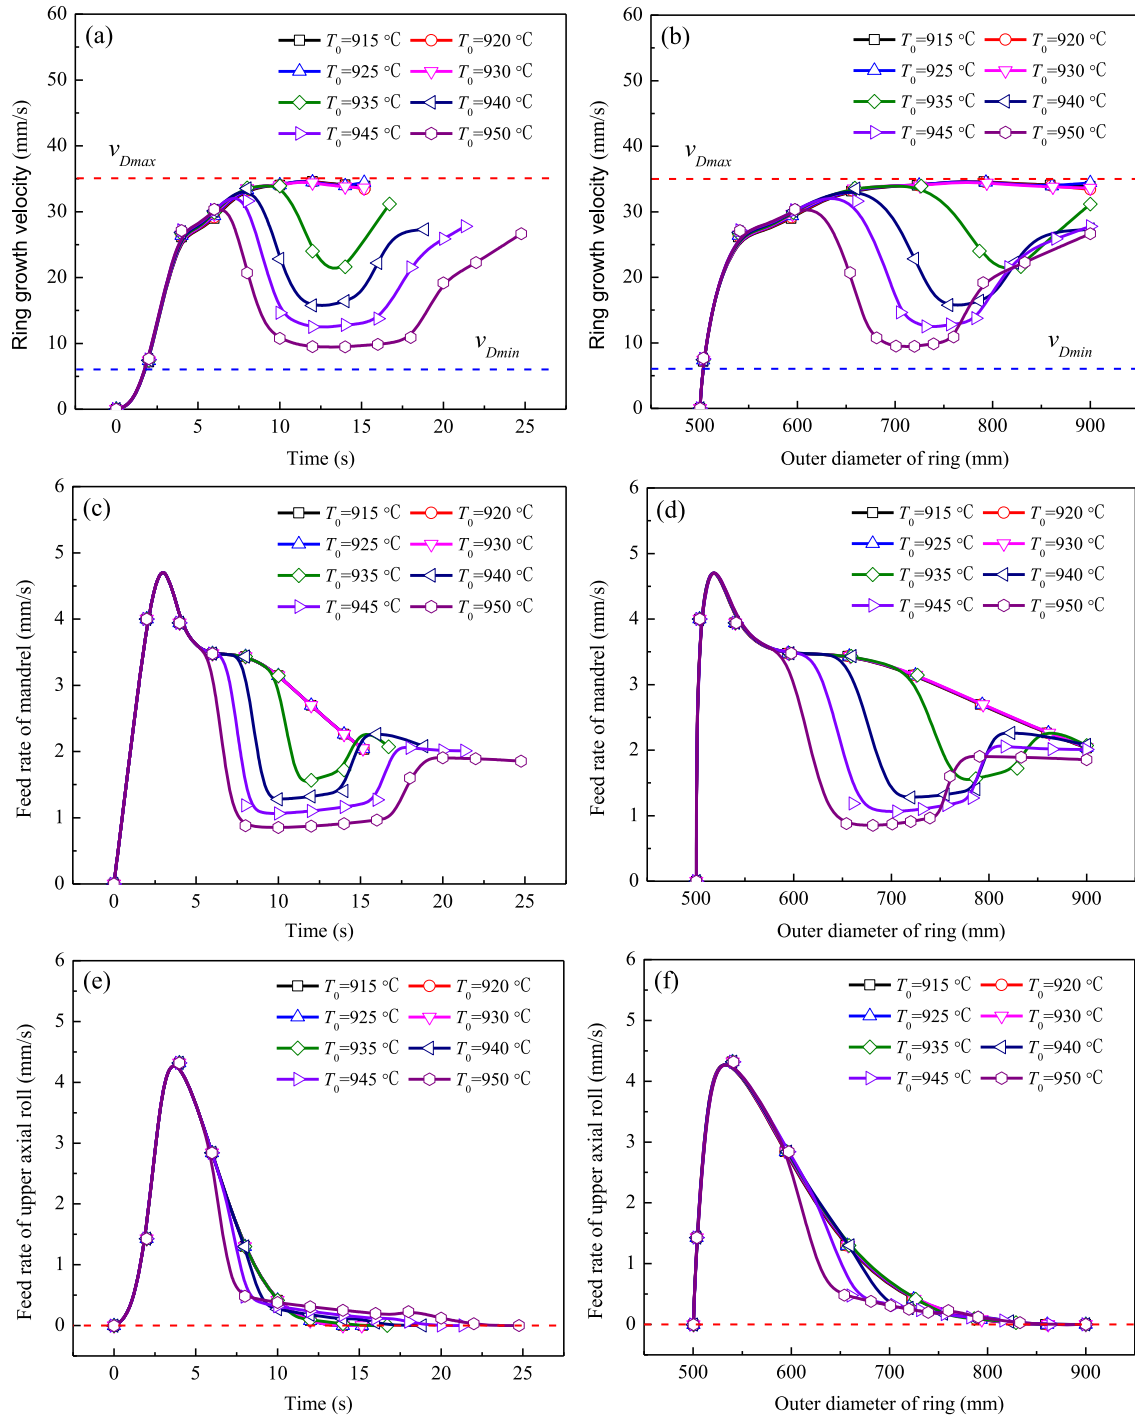 (a)
T0=915 ℃ T0=920 ℃
T0=925 ℃ T0=930 ℃
T0=935 ℃ T0=940 ℃
T0=945 ℃ T0=950 ℃
vDmax
vDmin
60
50
40
30
20
10
0
0 5 10 15 20 25
Ring growth velocity (mm/s)
Time (s)
(b)
T0=915 ℃ T0=920 ℃
T0=925 ℃ T0=930 ℃
T0=935 ℃ T0=940 ℃
T0=945 ℃ T0=950 ℃
vDmax
vDmin
60
50
40
30
20
10
0
500 600 700 800 900
Ring growth velocity (mm/s)
Outer diameter of ring (mm)
(c)
T0=915 ℃ T0=920 ℃
T0=925 ℃ T0=930 ℃
T0=935 ℃ T0=940 ℃
T0=945 ℃ T0=950 ℃
6
5
4
3
2
1
0
0 5 10 15 20 25
Feed rate of mandrel (mm/s)
Time (s)
(d)
T0=915 ℃ T0=920 ℃
T0=925 ℃ T0=930 ℃
T0=935 ℃ T0=940 ℃
T0=945 ℃ T0=950 ℃
6
5
4
3
2
1
0
500 600 700 800 900
Feed rate of mandrel (mm/s)
Outer diameter of ring (mm)
(e)
T0=915 ℃ T0=920 ℃
T0=925 ℃ T0=930 ℃
T0=935 ℃ T0=940 ℃
T0=945 ℃ T0=950 ℃
6
5
4
3
2
1
0
0 5 10 15 20 25
Feed rate of upper axial roll (mm/s)
Time (s)
(f)
T0=915 ℃ T0=920 ℃
T0=925 ℃ T0=930 ℃
T0=935 ℃ T0=940 ℃
T0=945 ℃ T0=950 ℃
6
5
4
3
2
1
0
500 600 700 800 900
Feed rate of upper axial roll (mm/s)
Outer diameter of ring (mm)